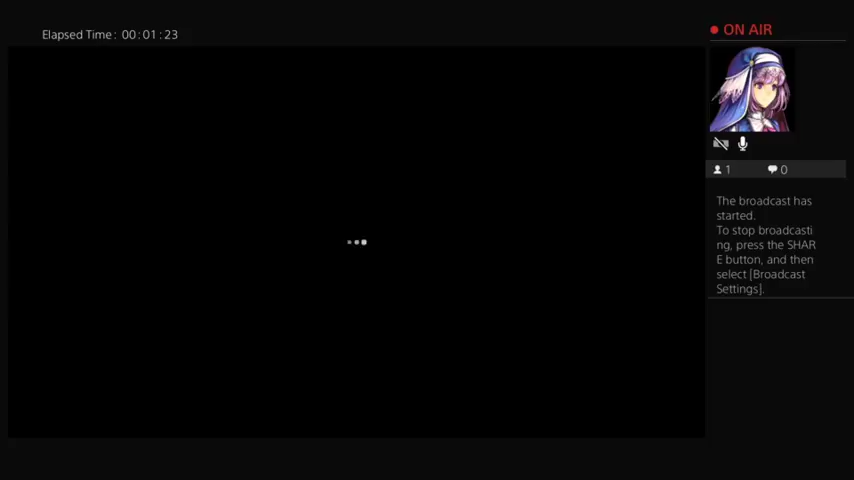 Elapsed Time: 00:01:23
ON AIR
1 0
The broadcast has
started.
To stop broadcasti
ng, press the SHAR
E button, and then
select [Broadcast
Settings].